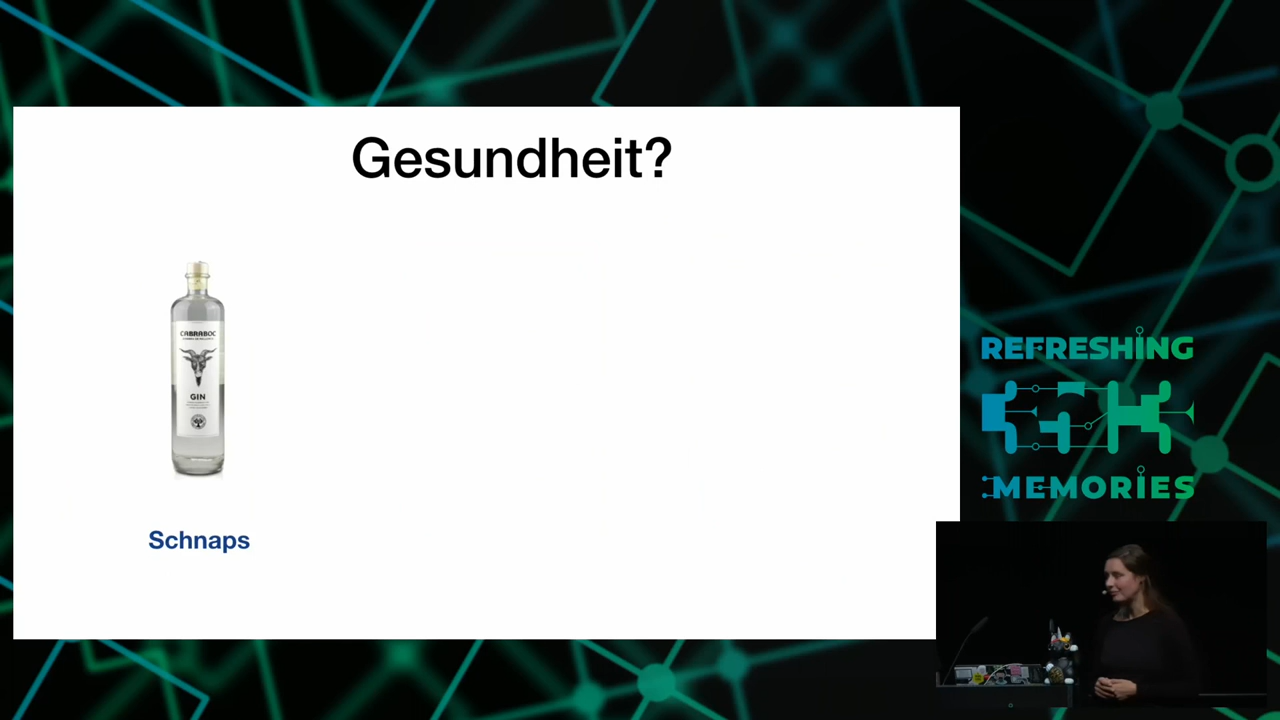 Gesundheit?
CABRABOC
GIN
Schnaps
REFRESHING
MEMORIES